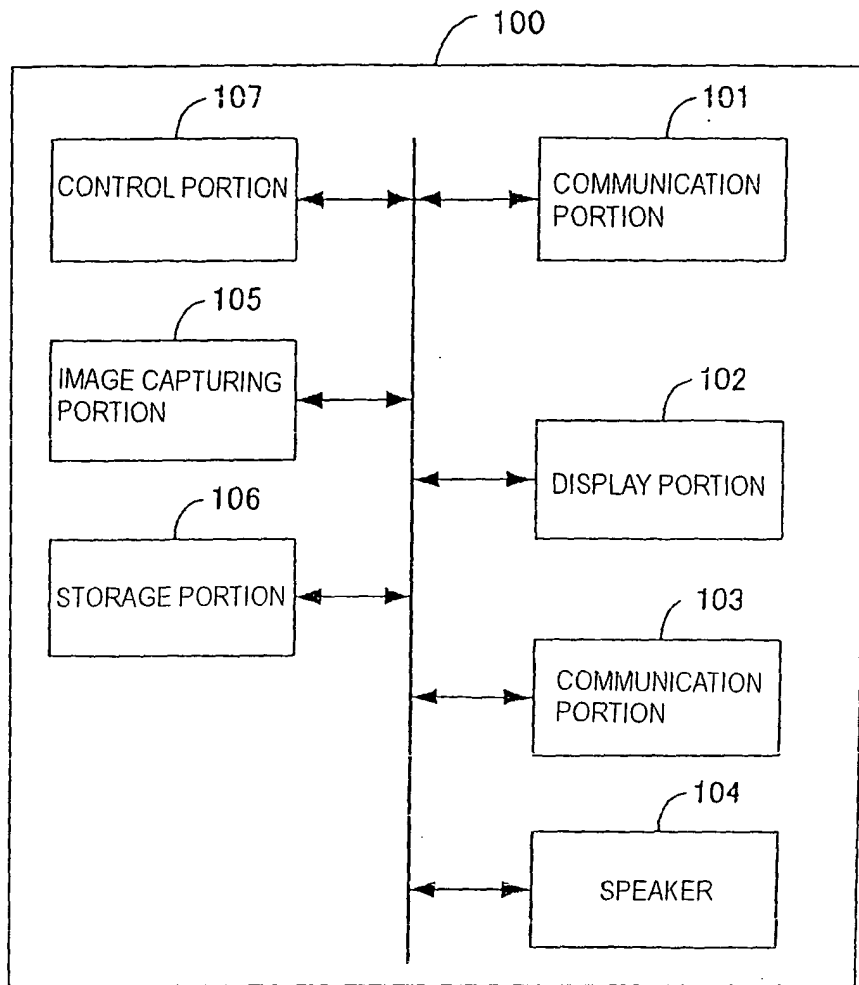 100
107
CONTROL PORTION
101
COMMUNICATION
PORTION
105
IMAGE CAPTURING
PORTION
102
DISPLAY PORTION
106
STORAGE PORTION
103
COMMUNICATION
PORTION
104
SPEAKER